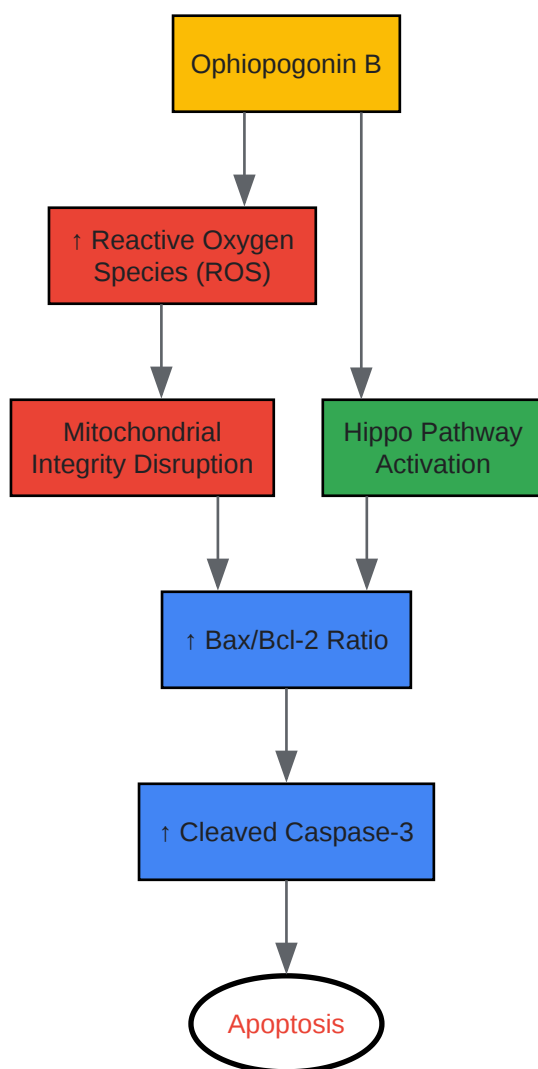 Ophiopogonin B
↑ Reactive Oxygen
Species (ROS)
Mitochondrial
Integrity Disruption
Hippo Pathway
Activation
↑ Bax/Bcl-2 Ratio
↑ Cleaved Caspase-3
Apoptosis